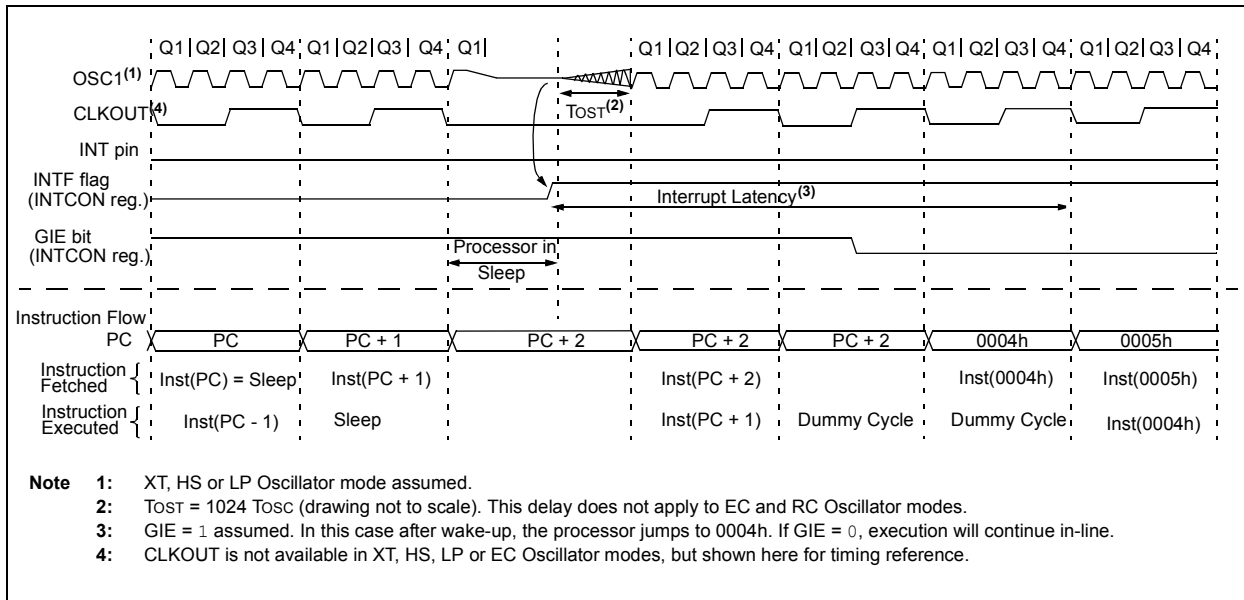 Q1 Q2 Q3 Q4 Q1 Q2 Q3 Q4 Q1 Q1 Q2 Q3 Q4 Q1 Q2 Q3 Q4 Q1 Q2 Q3 Q4 Q1 Q2 Q3 Q4
OSC1(1)
TOST(2)
CLKOUT(4)
INT pin
INTF flag
(INTCON reg.)
Interrupt Latency(3)
GIE bit
(INTCON reg.)
Processor in
Sleep
Instruction Flow
PC PC PC + 1 PC + 2 PC + 2 PC + 2 0004h 0005h
Instruction
Fetched { Inst(PC) = Sleep Inst(PC + 1) Inst(PC + 2) Inst(0004h) Inst(0005h)
Instruction
Executed { Inst(PC - 1) Sleep Inst(PC + 1) Dummy Cycle Dummy Cycle Inst(0004h)
Note 1: XT, HS or LP Oscillator mode assumed.
2: TOST = 1024 TOSC (drawing not to scale). This delay does not apply to EC and RC Oscillator modes.
3: GIE = 1 assumed. In this case after wake-up, the processor jumps to 0004h. If GIE = 0, execution will continue in-line.
4: CLKOUT is not available in XT, HS, LP or EC Oscillator modes, but shown here for timing reference.